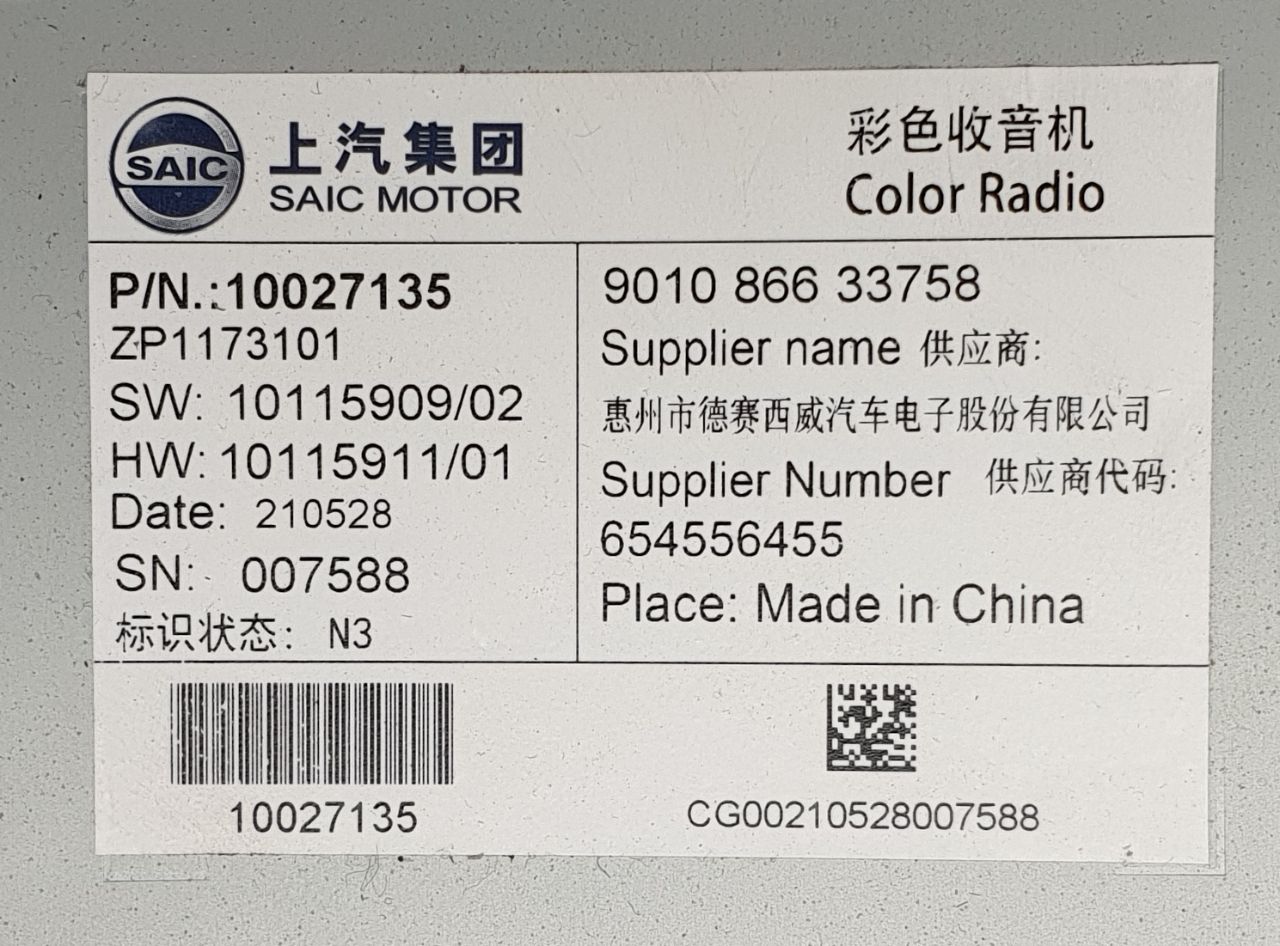 SAIC
上汽集团
SAIC MOTOR
彩色收音机
Color Radio
P/N.:10027135
ZP1173101
SW: 10115909/02
HW: 10115911/01
Date: 210528
SN: 007588
标识状态: N3
9010 866 33758
Supplier name 供应商:
惠州市德赛西威汽车电子股份有限公司
Supplier Number 供应商代码:
654556455
Place: Made in China
10027135
CG00210528007588